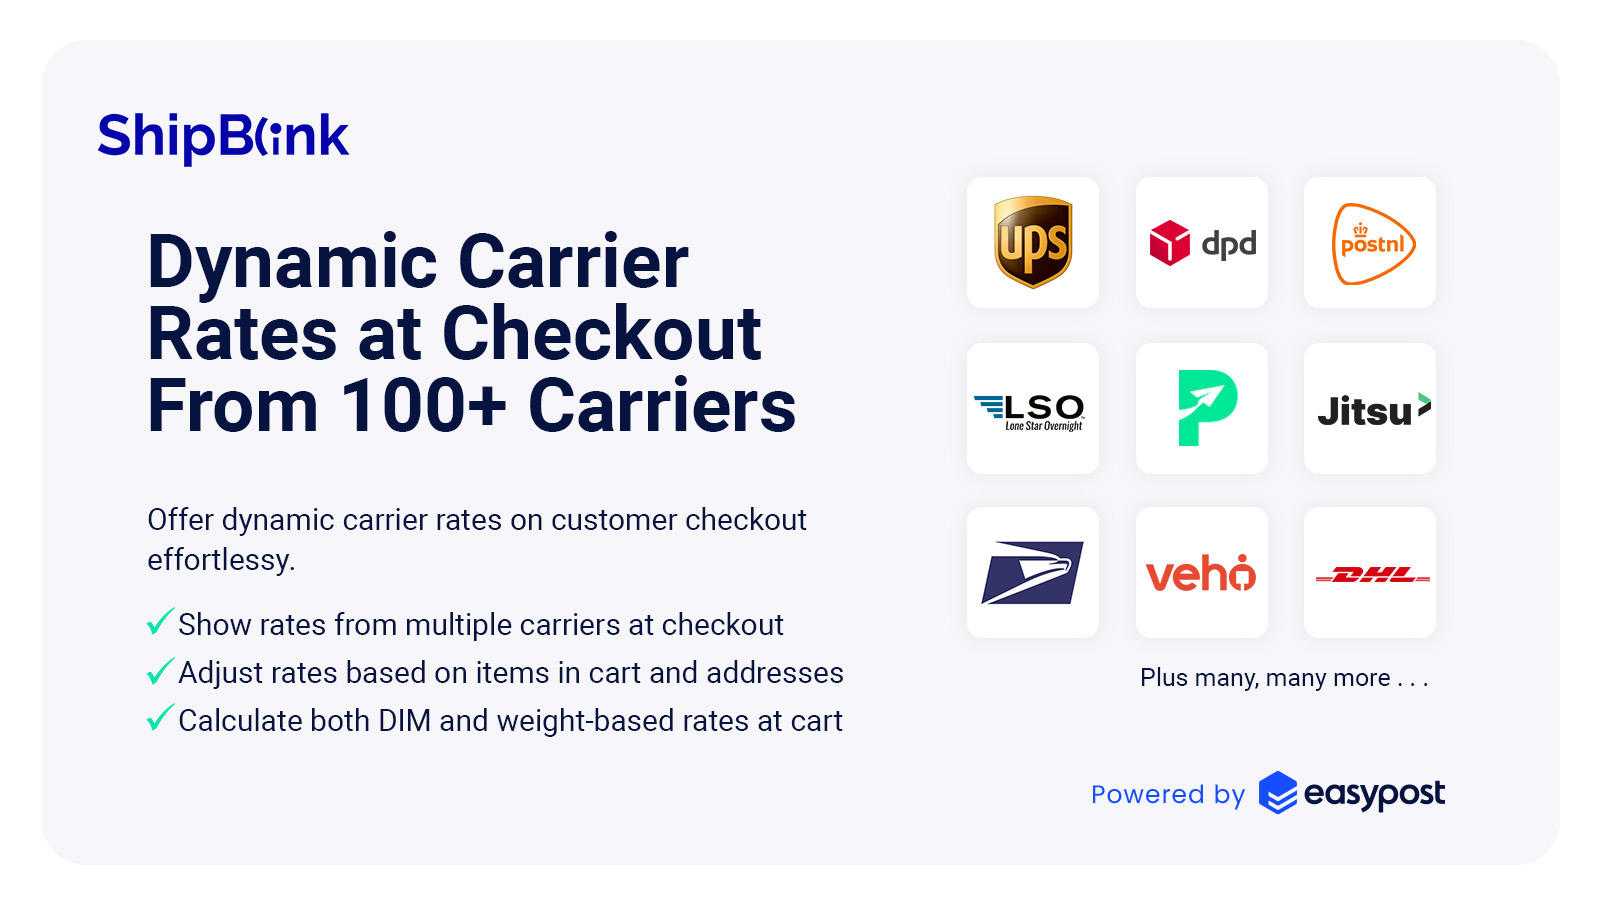 ShipBlink
Dynamic Carrier
Rates at Checkout
From 100+ Carriers
Offer dynamic carrier rates on customer checkout
effortlessy.
Show rates from multiple carriers at checkout
Adjust rates based on items in cart and addresses
Calculate both DIM and weight-based rates at cart
ups
dpd
postnl
LSO
Lone Star Overnight
P
Jitsu
veho
DHL
Plus many, many more . . .
Powered by easypost